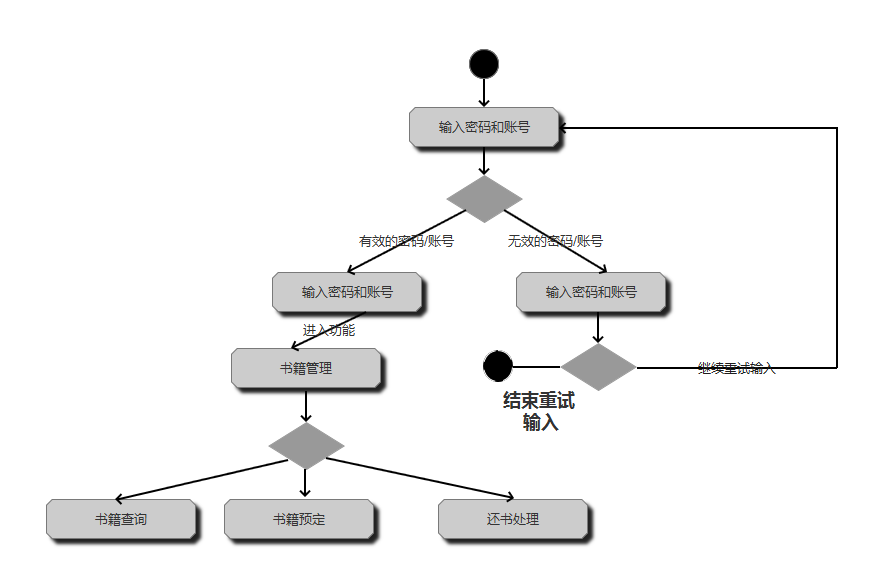 输入密码和账号
有效的密码/账号
无效的密码/账号
输入密码和账号
输入密码和账号
进入功能
书籍管理
继续重试输入
结束重试
输入
书籍查询
书籍预定
还书处理